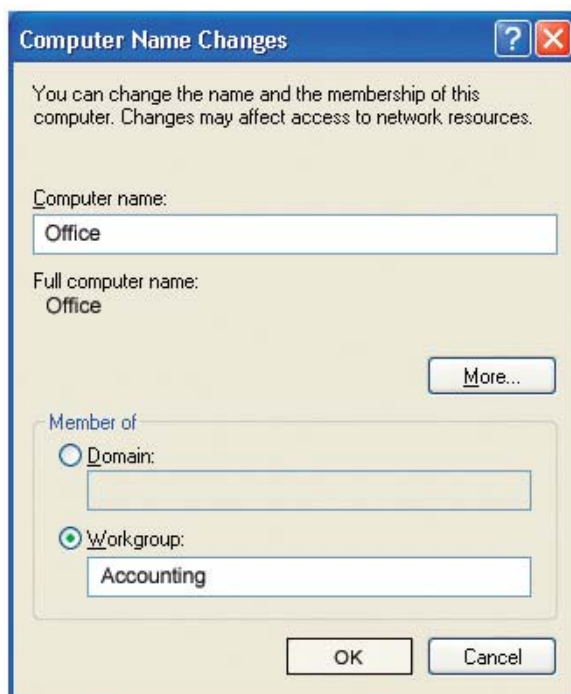 Computer Name Changes
You can change the name and the membership of this
computer. Changes may affect access to network resources.
Computer name:
Office
Full computer name:
Office
More...
Member of
Domain:
Workgroup:
Accounting
OK
Cancel